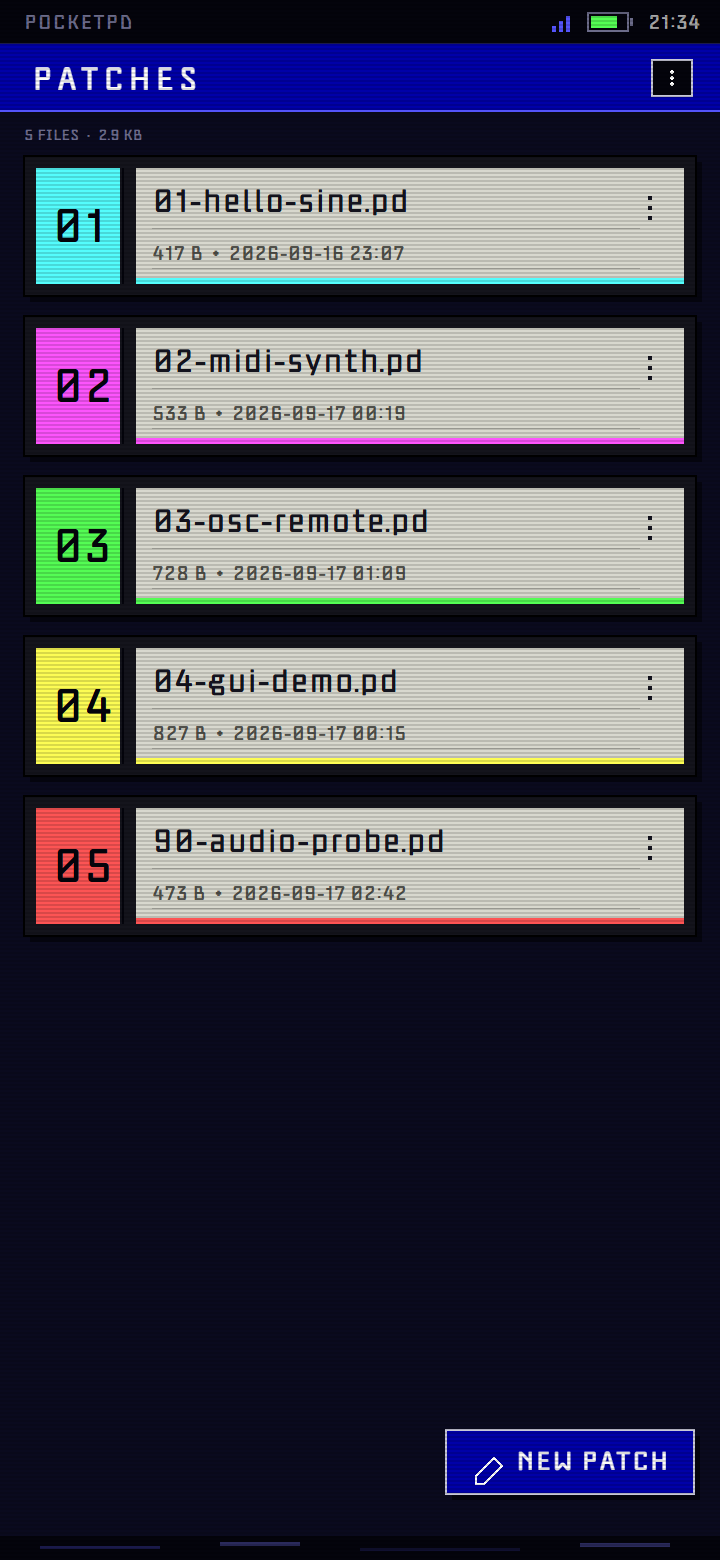 POCKETPD 21:34
PATCHES
5 FILES · 2.9 KB
01 01-hello-sine.pd
417 B • 2026-09-16 23:07
02 02-midi-synth.pd
533 B • 2026-09-17 00:19
03 03-osc-remote.pd
728 B • 2026-09-17 01:09
04 04-gui-demo.pd
827 B • 2026-09-17 00:15
05 90-audio-probe.pd
473 B • 2026-09-17 02:42
NEW PATCH